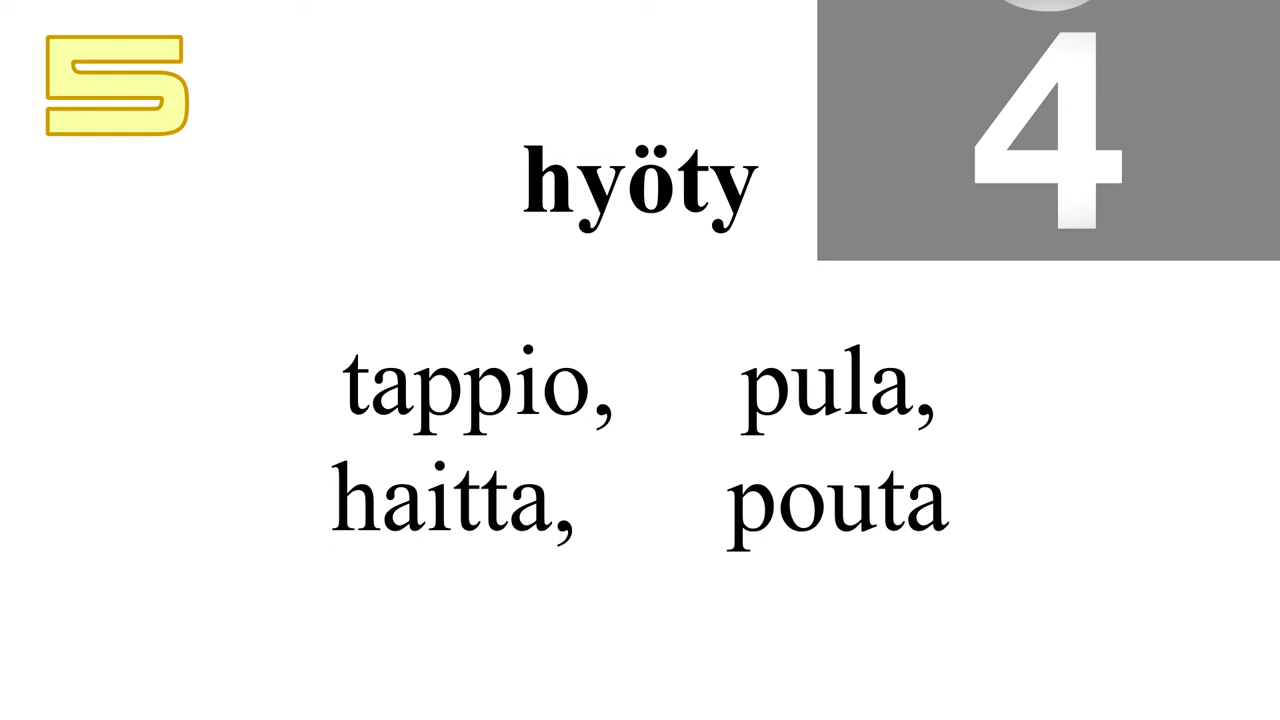 5
4
hyöty
tappio, pula,
haitta, pouta